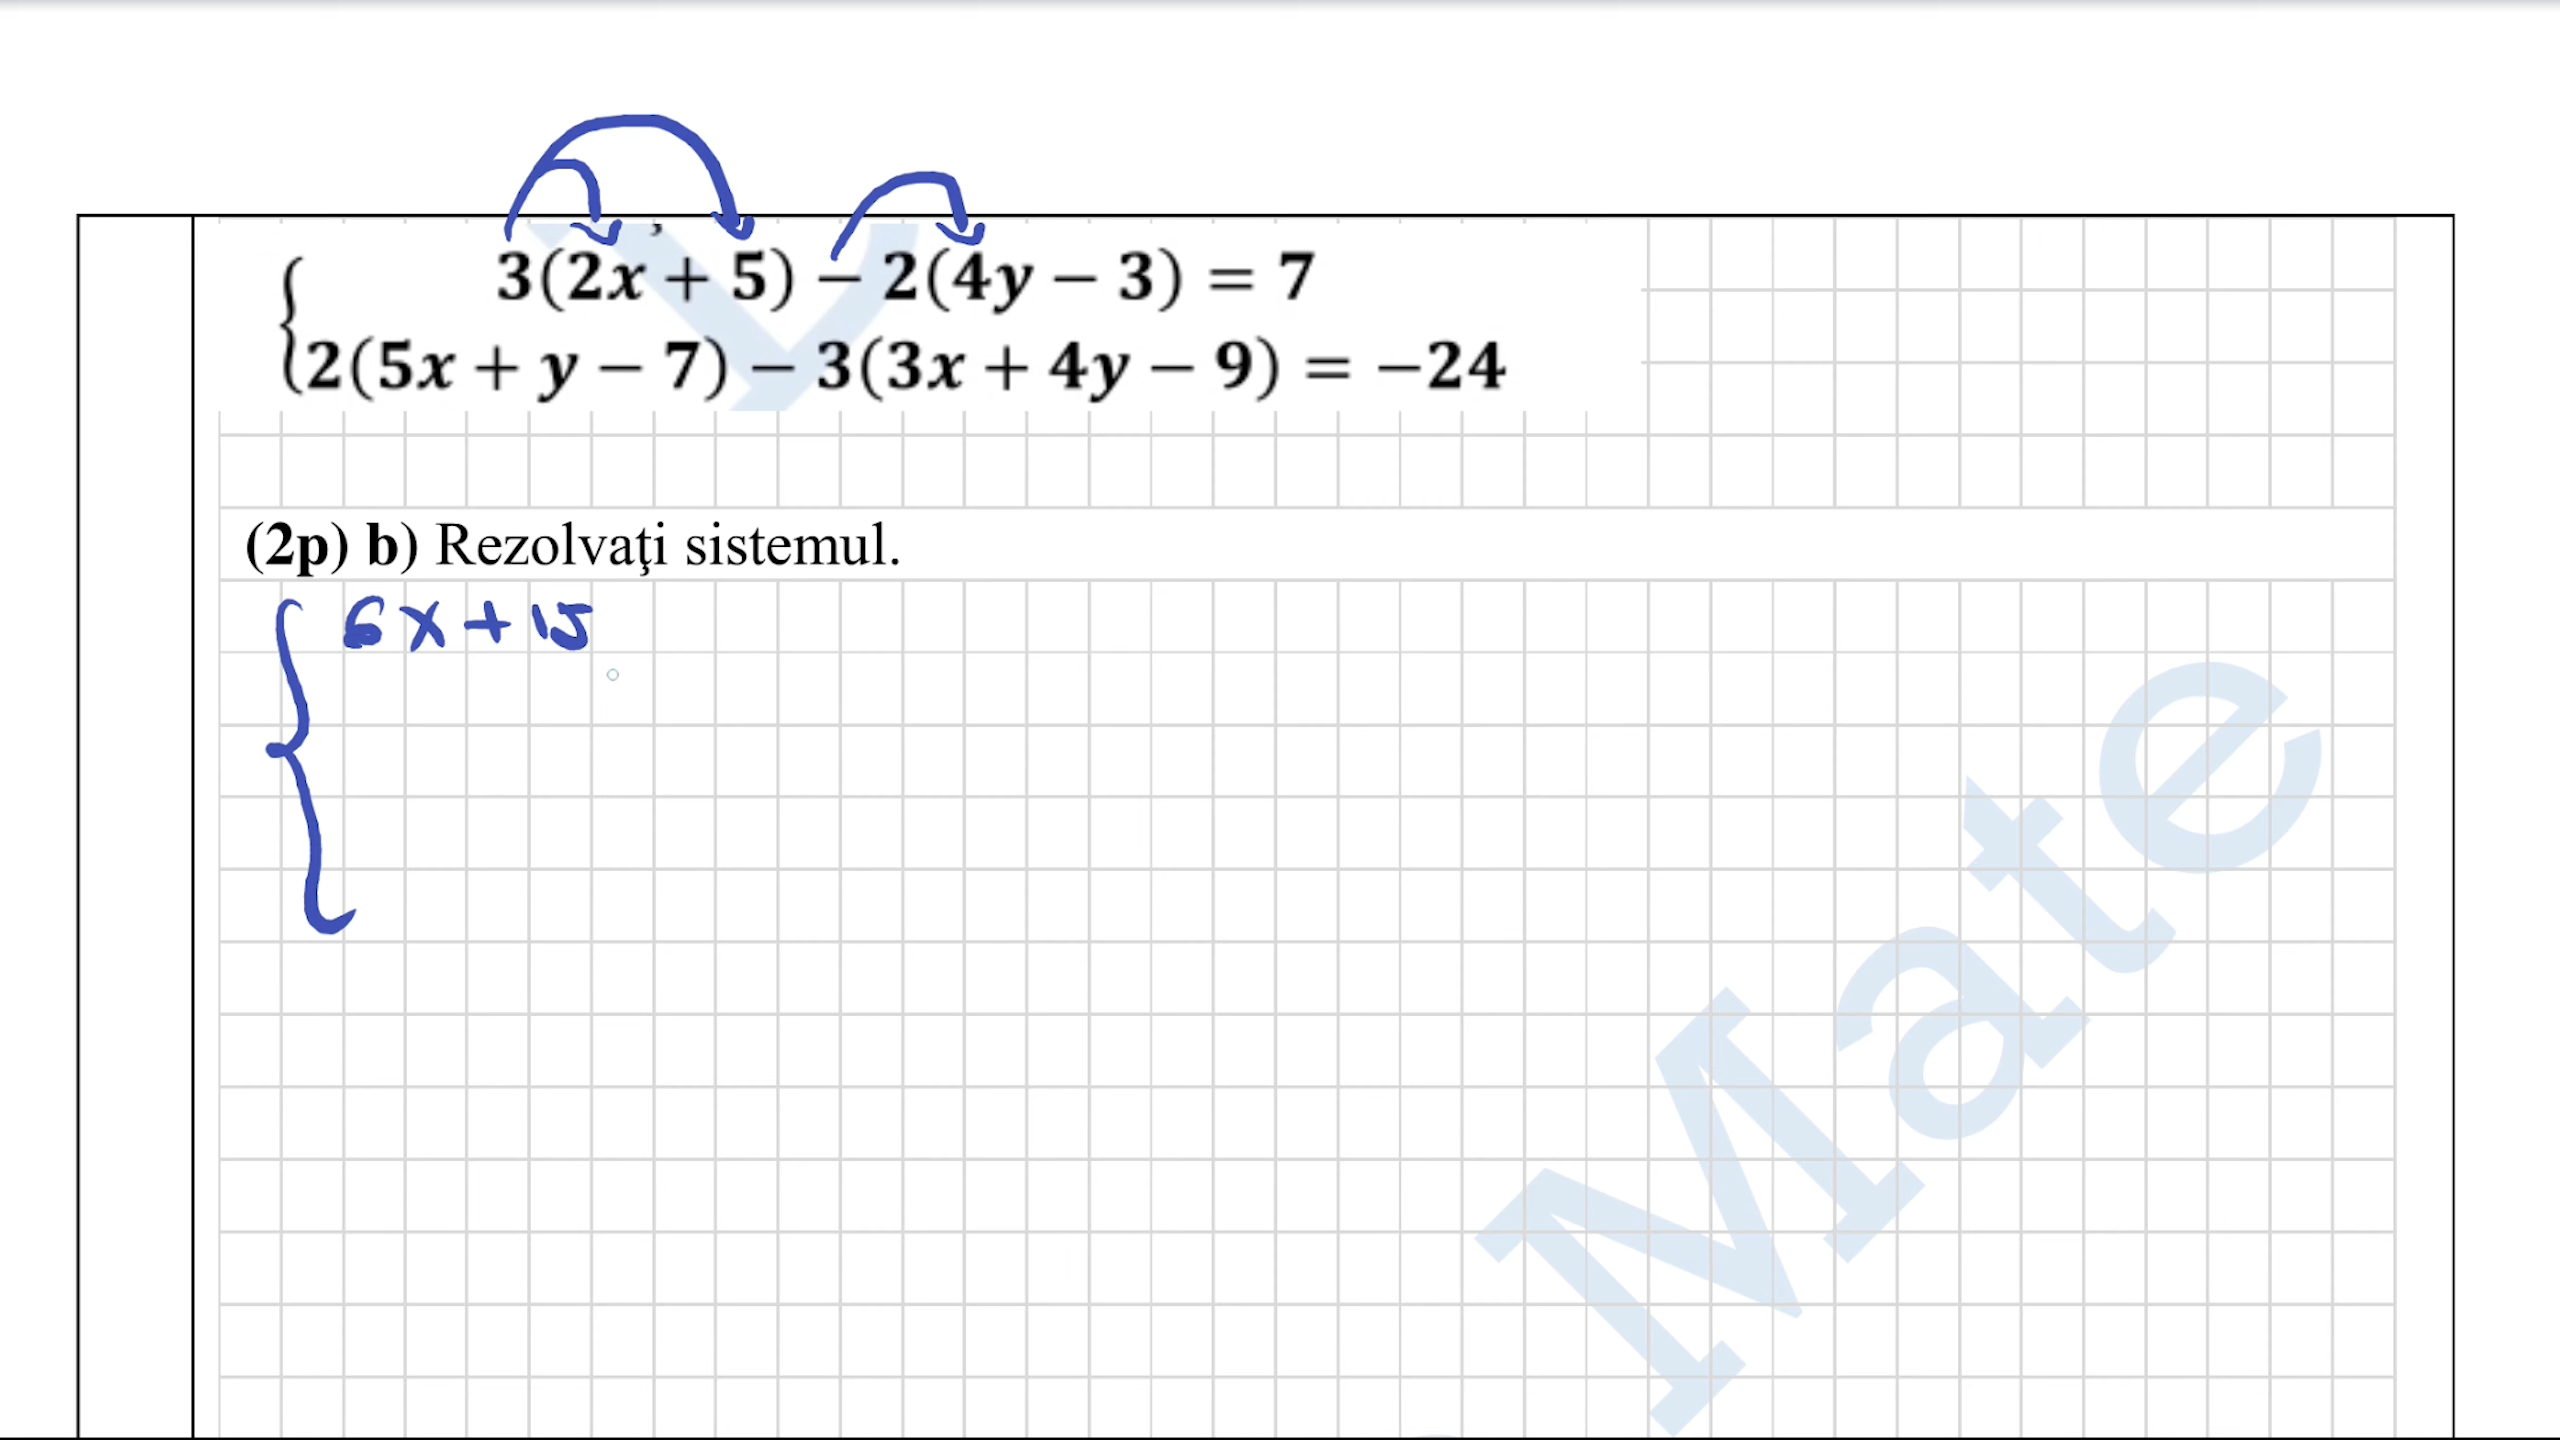 3(2x + 5) − 2(4y − 3) = 7
2(5x + y − 7) − 3(3x + 4y − 9) = −24
(2p) b) Rezolvaţi sistemul.
6x + 15
Mate